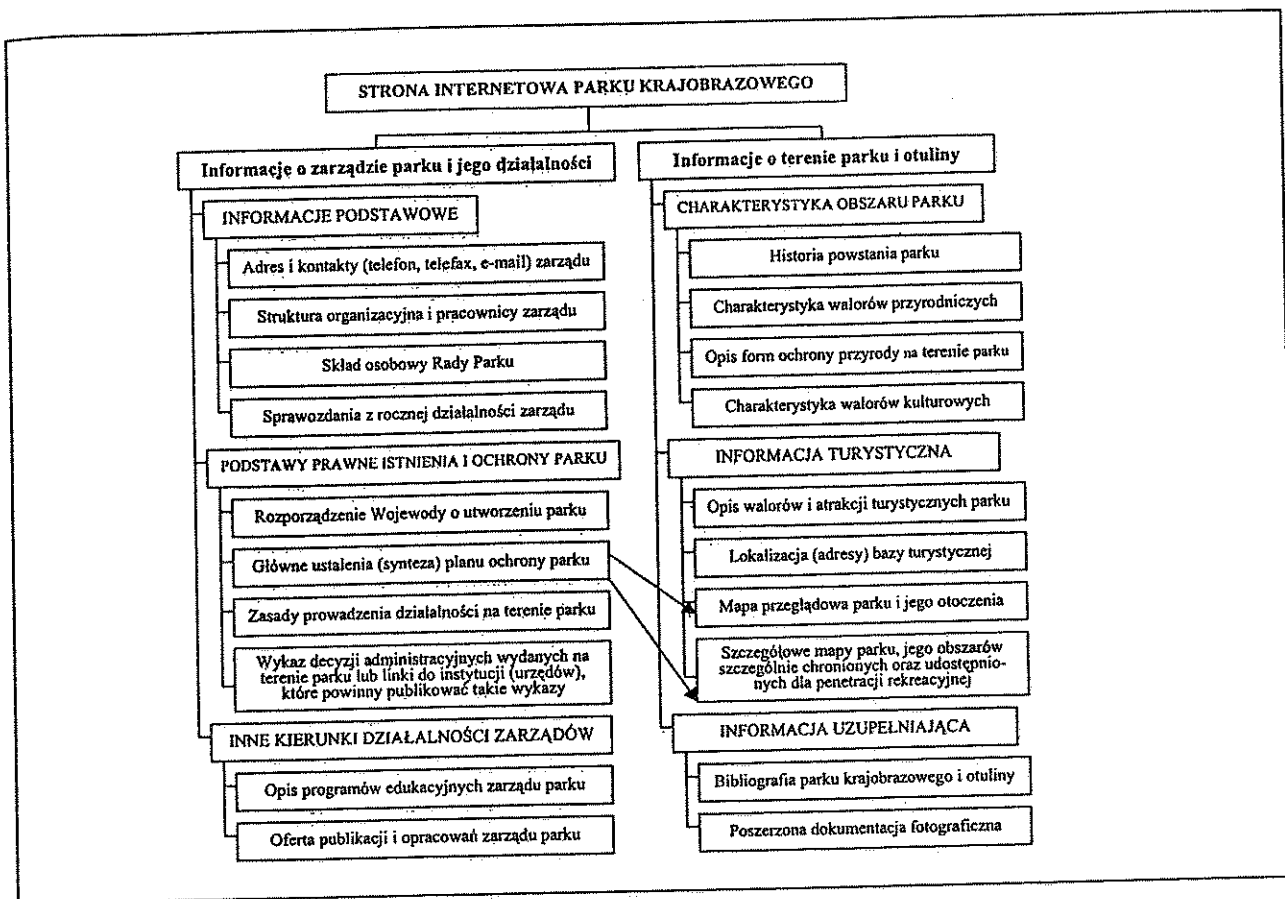 STRONA INTERNETOWA PARKU KRAJOBRAZOWEGO
Informację o zarządzie parku i jego działalności
INFORMACJE PODSTAWOWE
Adres i kontakty (telefon, telefax, e-mail) zarządu
Struktura organizacyjna i pracownicy zarządu
Skład osobowy Rady Parku
Sprawozdania z rocznej działalności zarządu
PODSTAWY PRAWNE ISTNIENIA I OCHRONY PARKU
Rozporządzenie Wojewody o utworzeniu parku
Główne ustalenia (synteza) planu ochrony parku
Zasady prowadzenia działalności na terenie parku
Wykaz decyzji administracyjnych wydanych na
terenie parku lub linki do instytucji (urzędów),
które powinny publikować takie wykazy
INNE KIERUNKI DZIAŁALNOŚCI ZARZĄDÓW
Opis programów edukacyjnych zarządu parku
Oferta publikacji i opracowań zarządu parku
Informacje o terenie parku i otuliny
CHARAKTERYSTYKA OBSZARU PARKU
Historia powstania parku
Charakterystyka walorów przyrodniczych
Opis form ochrony przyrody na terenie parku
Charakterystyka walorów kulturowych
INFORMACJA TURYSTYCZNA
Opis walorów i atrakcji turystycznych parku
Lokalizacja (adresy) bazy turystycznej
Mapa przeglądowa parku i jego otoczenia
Szczegółowe mapy parku, jego obszarów
szczególnie chronionych oraz udostępnio-
nych dla penetracji rekreacyjnej
INFORMACJA UZUPEŁNIAJĄCA
Bibliografia parku krajobrazowego i otuliny
Poszerzona dokumentacja fotograficzna